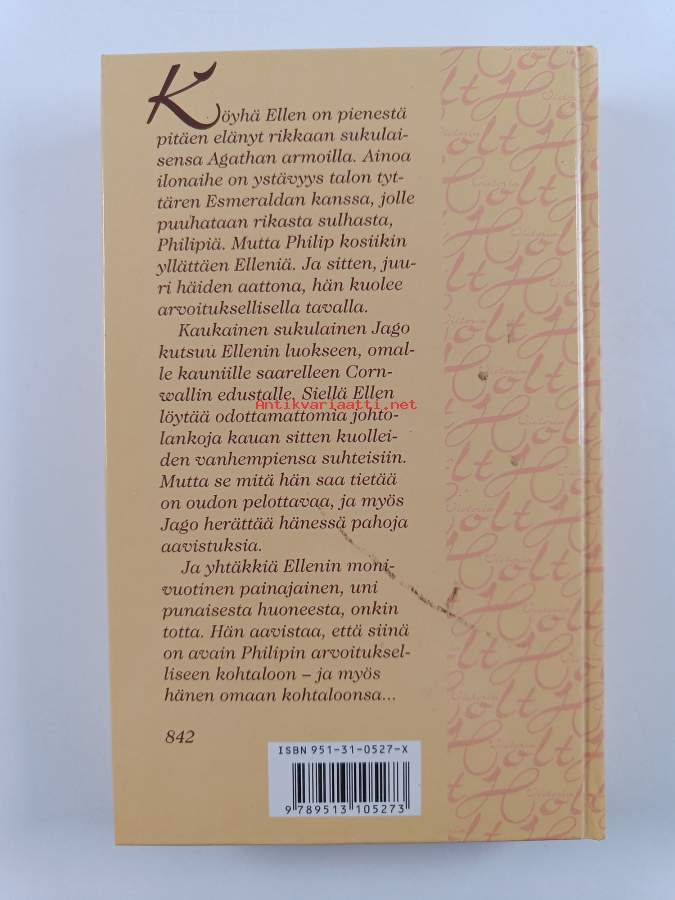 Köyhä Ellen on pienestä
pitäen elänyt rikkaan sukulai-
sensa Agathan armoilla. Ainoa
ilonaihe on ystävyys talon tyt-
tären Esmeraldan kanssa, jolle
puuhataan rikasta sulhasta,
Philipiä. Mutta Philip kosiikin
yllättäen Elleniä. Ja sitten, juu-
ri häiden aattona, hän kuolee
arvoituksellisella tavalla.
Kaukainen sukulainen Jago
kutsuu Ellenin luokseen, omal-
le kauniille saarelleen Corn-
wallin edustalle. Siellä Ellen
Antikvariaatti.net
löytää odottamattomia johto-
lankoja kauan sitten kuollei-
den vanhempiensa suhteisiin.
Mutta se mitä hän saa tietää
on oudon pelottavaa, ja myös
Jago herättää hänessä pahoja
aavistuksia.
Ja yhtäkkiä Ellenin moni-
vuotinen painajainen, uni
punaisesta huoneesta, onkin
totta. Hän aavistaa, että siinä
on avain Philipin arvoituksel-
liseen kohtaloon – ja myös
hänen omaan kohtaloonsa...
842
ISBN 951-31-0527-X
9 789513 105273
Victoria Holt